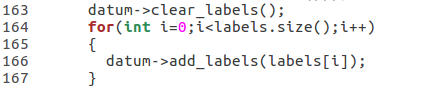 163 datum->clear_labels();
164 for(int i=0;i<labels.size();i++)
165 {
166 datum->add_labels(labels[i]);
167 }